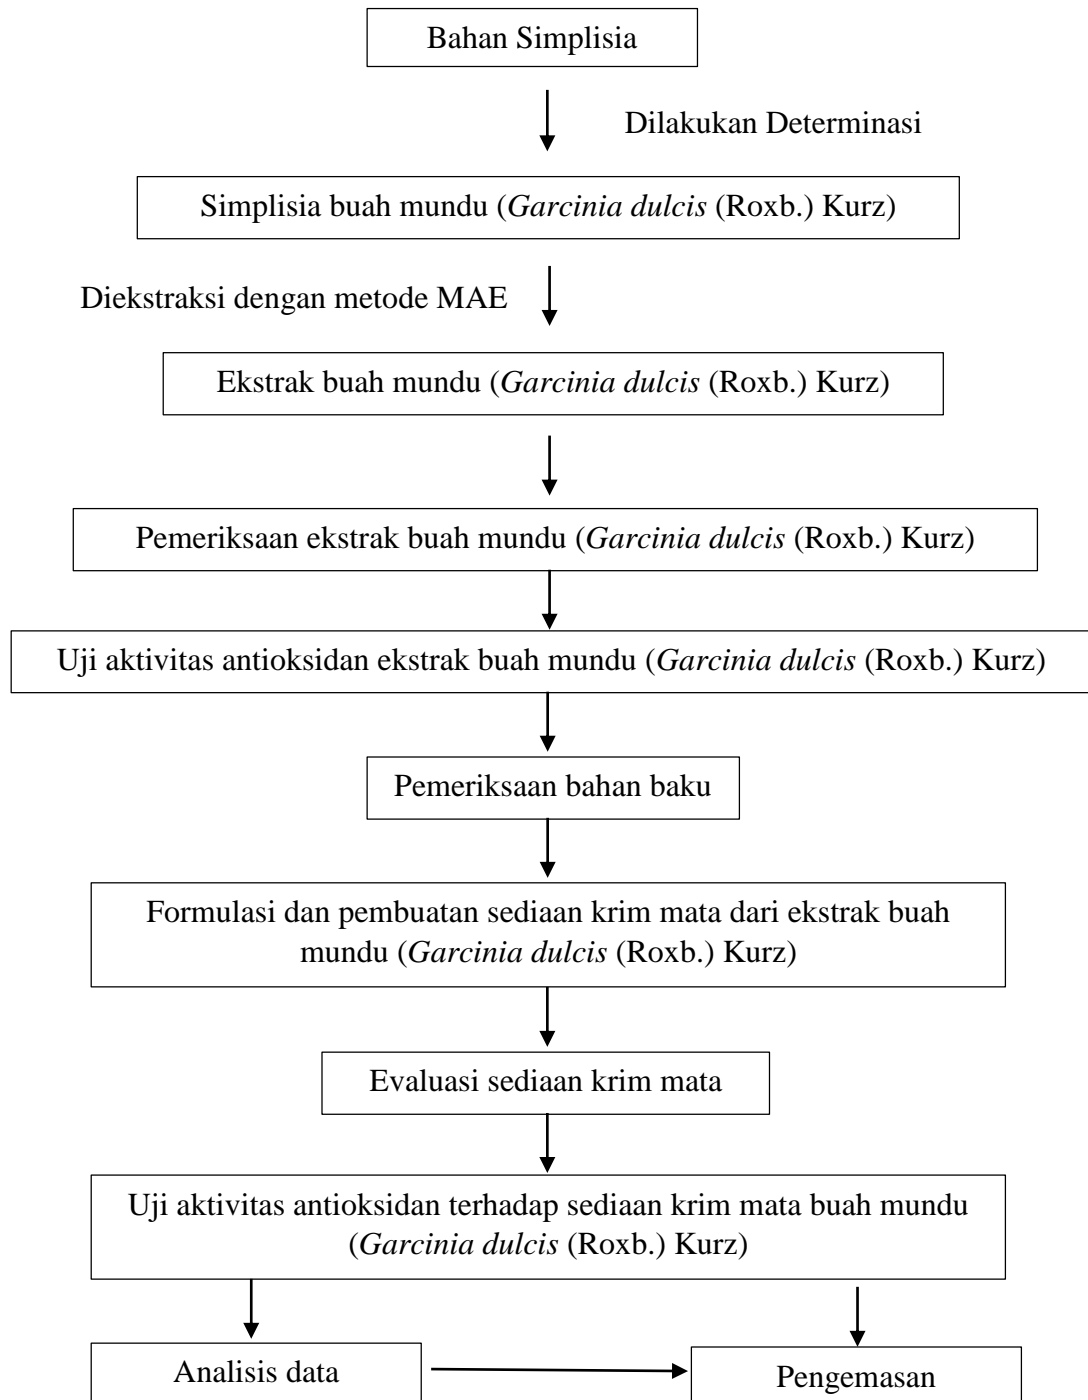 Bahan Simplisia
Dilakukan Determinasi
Simplisia buah mundu (Garcinia dulcis (Roxb.) Kurz)
Diekstraksi dengan metode MAE
Ekstrak buah mundu (Garcinia dulcis (Roxb.) Kurz)
Pemeriksaan ekstrak buah mundu (Garcinia dulcis (Roxb.) Kurz)
Uji aktivitas antioksidan ekstrak buah mundu (Garcinia dulcis (Roxb.) Kurz)
Pemeriksaan bahan baku
Formulasi dan pembuatan sediaan krim mata dari ekstrak buah
mundu (Garcinia dulcis (Roxb.) Kurz)
Evaluasi sediaan krim mata
Uji aktivitas antioksidan terhadap sediaan krim mata buah mundu
(Garcinia dulcis (Roxb.) Kurz)
Analisis data
Pengemasan